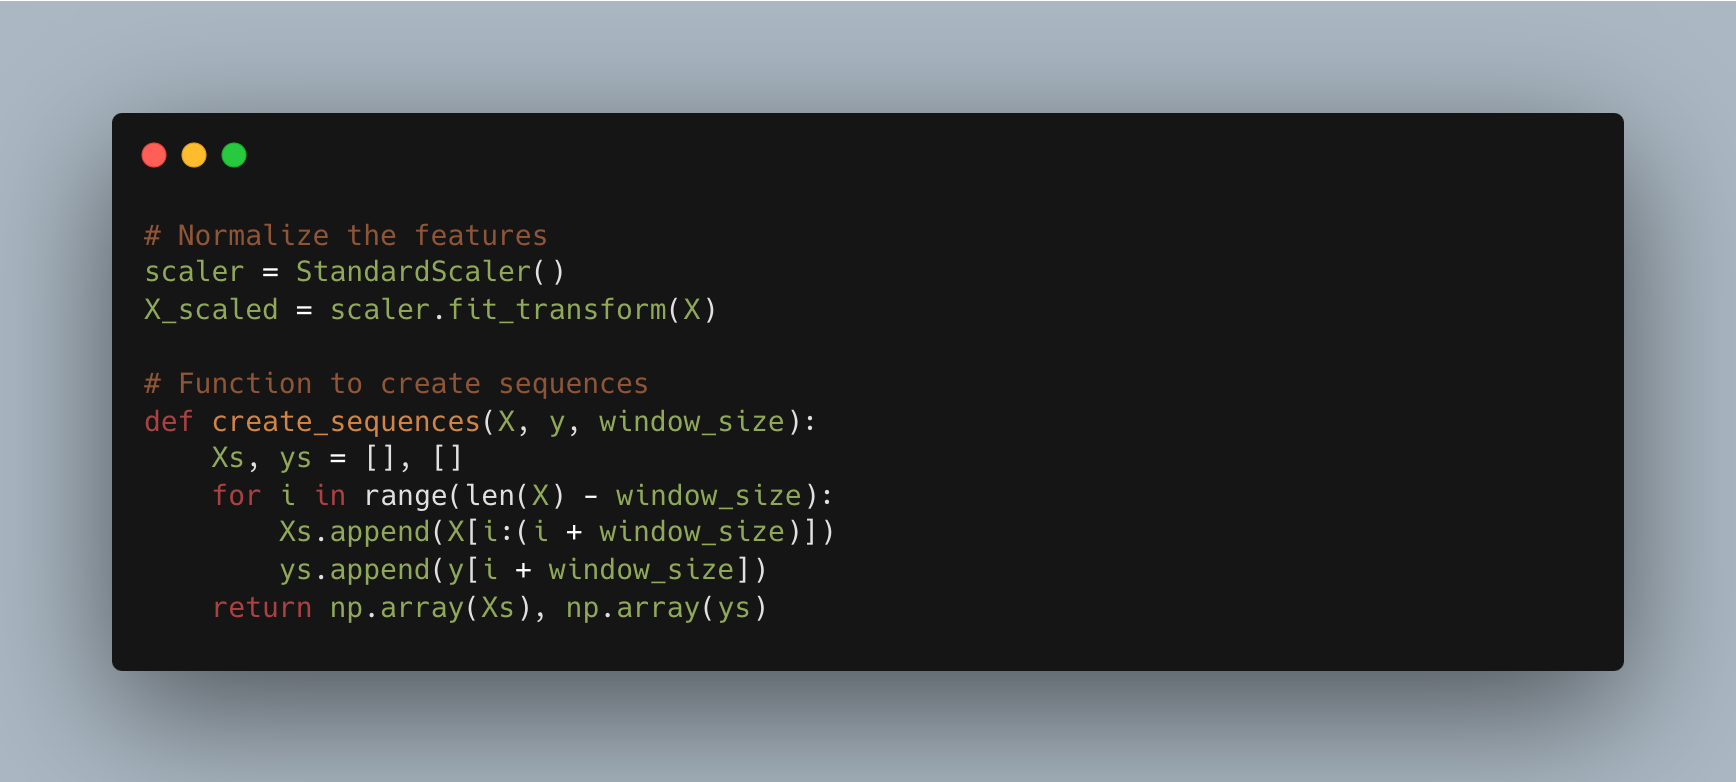 # Normalize the features
scaler = StandardScaler()
X_scaled = scaler.fit_transform(X)

# Function to create sequences
def create_sequences(X, y, window_size):
    Xs, ys = [], []
    for i in range(len(X) - window_size):
        Xs.append(X[i:(i + window_size)])
        ys.append(y[i + window_size])
    return np.array(Xs), np.array(ys)